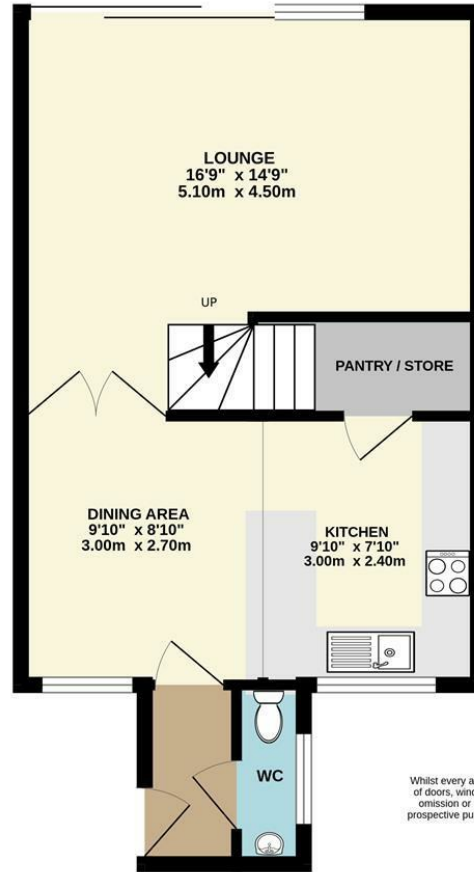 LOUNGE
16'9" x 14'9"
5.10m x 4.50m
UP
PANTRY / STORE
DINING AREA
9'10" x 8'10"
3.00m x 2.70m
KITCHEN
9'10" x 7'10"
3.00m x 2.40m
WC
Whilst every a
of doors, wind
omission or
prospective pu